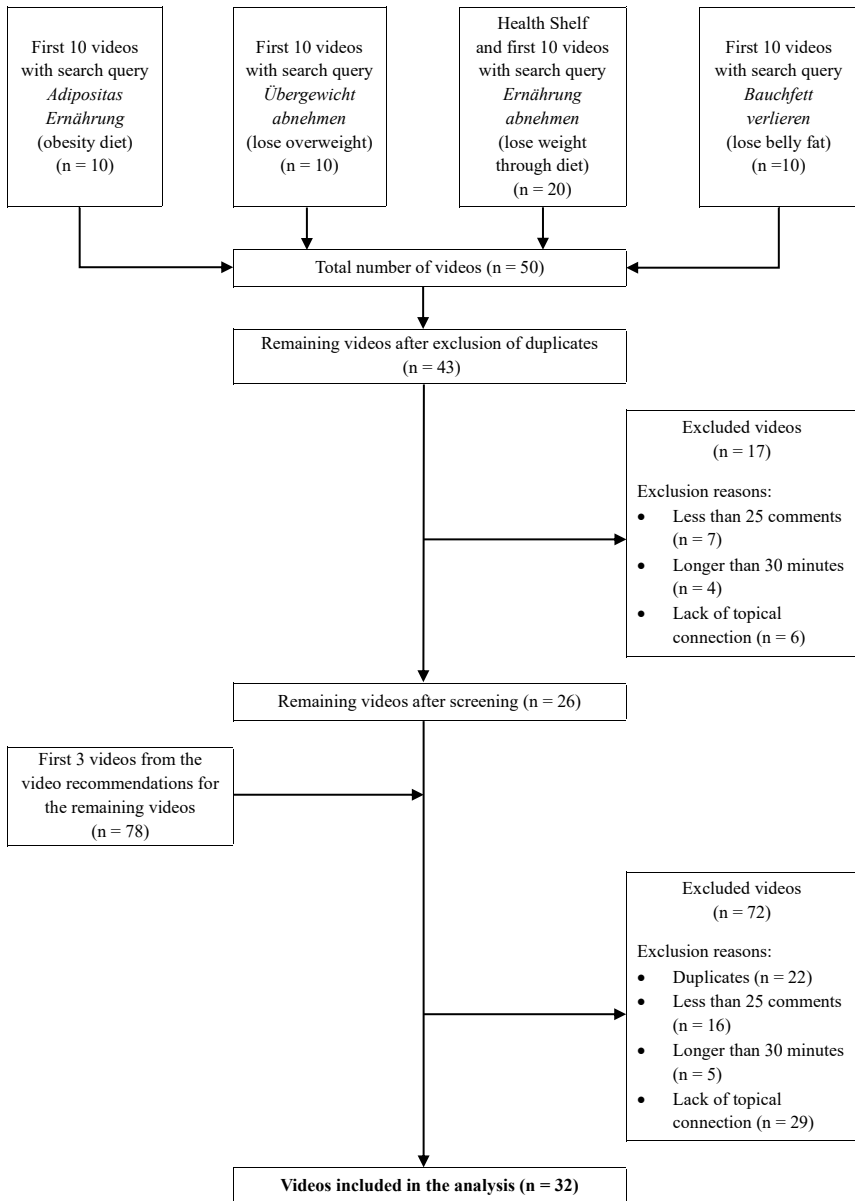 First 10 videos
with search query
Adipositas
Ernährung
(obesity diet)
(n = 10)
First 10 videos
with search query
Übergewicht
abnehmen
(lose overweight)
(n = 10)
Health Shelf
and first 10 videos
with search query
Ernährung
abnehmen
(lose weight
through diet)
(n = 20)
First 10 videos
with search query
Bauchfett
verlieren
(lose belly fat)
(n =10)
Total number of videos (n = 50)
Remaining videos after exclusion of duplicates
(n = 43)
Excluded videos
(n = 17)
Exclusion reasons:
• Less than 25 comments
(n = 7)
• Longer than 30 minutes
(n = 4)
• Lack of topical
connection (n = 6)
Remaining videos after screening (n = 26)
First 3 videos from the
video recommendations for
the remaining videos
(n = 78)
Excluded videos
(n = 72)
Exclusion reasons:
• Duplicates (n = 22)
• Less than 25 comments
(n = 16)
• Longer than 30 minutes
(n = 5)
• Lack of topical
connection (n = 29)
Videos included in the analysis (n = 32)